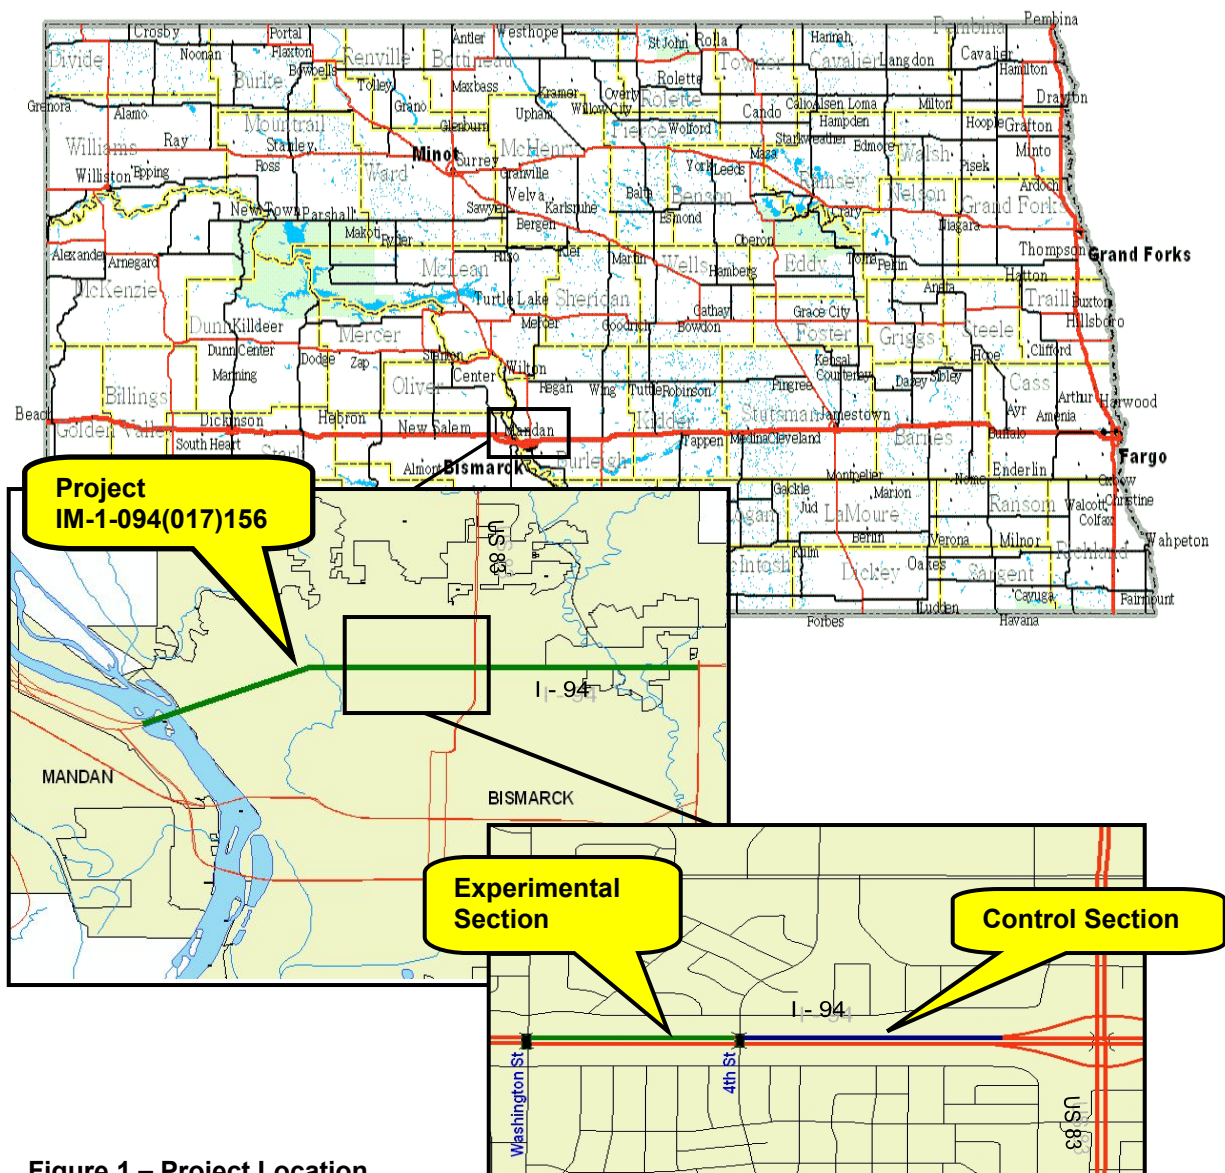 Pembina
Crosby
Portal
Antler
Westhope
St John
Rolla
Hannah
Pembina
Divide
Noonan
Flaxton
Renville
Bottineau
Towner
Cavalier
Langdon
Cavalier
Bowbells
Burke
Tolley
Maxbass
Kramer
Overly
Rolette
Rolette
Hamilton
Grenora
Alamo
Grano
Upham
Willow City
Cando
Calio
Alsen
Loma
Milton
Drayton
Mountrail
Glenburn
Pierce
Wolford
Starkweather
Hampden
Hoople
Grafton
Williams
Ray
Stanley
Minot
Surrey
McHenry
Maza
Edmore
Walsh
Minto
Williston
Epping
Ross
Ward
Granville
York
Leeds
Ramsey
Pisek
Velva
Balta
Benson
Nelson
Ardoch
New Town
Parshall
Sawyer
Karlsruhe
Esmond
Crary
Grand Forks
Makoti
Ryder
Bergen
Oberon
Niagara
Alexander
Arnegard
McLean
Kief
Martin
Wells
Hamberg
Eddy
Tolna
Pekin
Thompson
Grand Forks
McKenzie
Hatton
Turtle Lake
Sheridan
Aneta
Traill
Buxton
Dunn
Killdeer
Mercer
Mercer
Goodrich
Cathay
Bowdon
Grace City
Foster
Griggs
Steele
Hillsboro
Dunn Center
Dodge
Zap
Stanton
Wilton
Kensal
Hope
Clifford
Manning
Oliver
Center
Regan
Wing
Tuttle
Robinson
Pingree
Courtenay
Dazey
Sibley
Cass
Billings
Arthur
Harwood
Beach
Dickinson
Hebron
New Salem
Mandan
Kidder
Stutsman
Jamestown
Ayr
Amenia
Golden Valley
South Heart
Stark
Almont
Bismarck
Burleigh
Tappen
Medina
Cleveland
Barnes
Buffalo
Fargo
Project
IM-1-094(017)156
Montpelier
Nome
Enderlin
Oxbow
Gackle
Marion
Ransom
Walcott
Christine
Logan
Jud
LaMoure
Colfax
Berlin
Verona
Milnor
Wahpeton
McIntosh
Kulm
Dickey
Oakes
Sargent
Richland
Cayuga
Fairmount
Ludden
Forbes
Havana
US 83
I - 94
MANDAN
BISMARCK
Experimental
Section
Control Section
I - 94
Washington St
4th St
US 83
Figure 1 – Project Location